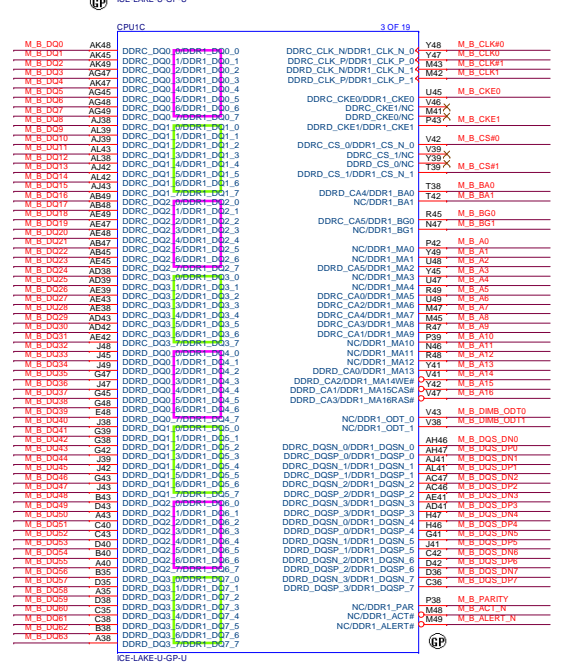 ICE-LAKE-U-GP-U
CPU1C 3 OF 19
M_B_DQ0 AK48 DDRC_DQ0_0/DDR1_DQ0_0
M_B_DQ1 AK45 DDRC_DQ0_1/DDR1_DQ0_1
M_B_DQ2 AK49 DDRC_DQ0_2/DDR1_DQ0_2
M_B_DQ3 AG47 DDRC_DQ0_3/DDR1_DQ0_3
M_B_DQ4 AK47 DDRC_DQ0_4/DDR1_DQ0_4
M_B_DQ5 AG45 DDRC_DQ0_5/DDR1_DQ0_5
M_B_DQ6 AG48 DDRC_DQ0_6/DDR1_DQ0_6
M_B_DQ7 AG49 DDRC_DQ0_7/DDR1_DQ0_7
M_B_DQ8 AJ38 DDRC_DQ1_0/DDR1_DQ1_0
M_B_DQ9 AL39 DDRC_DQ1_1/DDR1_DQ1_1
M_B_DQ10 AJ39 DDRC_DQ1_2/DDR1_DQ1_2
M_B_DQ11 AL43 DDRC_DQ1_3/DDR1_DQ1_3
M_B_DQ12 AL38 DDRC_DQ1_4/DDR1_DQ1_4
M_B_DQ13 AJ42 DDRC_DQ1_5/DDR1_DQ1_5
M_B_DQ14 AL42 DDRC_DQ1_6/DDR1_DQ1_6
M_B_DQ15 AJ43 DDRC_DQ1_7/DDR1_DQ1_7
M_B_DQ16 AB49 DDRC_DQ2_0/DDR1_DQ2_0
M_B_DQ17 AB48 DDRC_DQ2_1/DDR1_DQ2_1
M_B_DQ18 AE49 DDRC_DQ2_2/DDR1_DQ2_2
M_B_DQ19 AE47 DDRC_DQ2_3/DDR1_DQ2_3
M_B_DQ20 AE48 DDRC_DQ2_4/DDR1_DQ2_4
M_B_DQ21 AB47 DDRC_DQ2_5/DDR1_DQ2_5
M_B_DQ22 AB45 DDRC_DQ2_6/DDR1_DQ2_6
M_B_DQ23 AE45 DDRC_DQ2_7/DDR1_DQ2_7
M_B_DQ24 AD38 DDRC_DQ3_0/DDR1_DQ3_0
M_B_DQ25 AD39 DDRC_DQ3_1/DDR1_DQ3_1
M_B_DQ26 AE39 DDRC_DQ3_2/DDR1_DQ3_2
M_B_DQ27 AE43 DDRC_DQ3_3/DDR1_DQ3_3
M_B_DQ28 AE38 DDRC_DQ3_4/DDR1_DQ3_4
M_B_DQ29 AD43 DDRC_DQ3_5/DDR1_DQ3_5
M_B_DQ30 AD42 DDRC_DQ3_6/DDR1_DQ3_6
M_B_DQ31 AE42 DDRC_DQ3_7/DDR1_DQ3_7
M_B_DQ32 J48 DDRD_DQ0_0/DDR1_DQ4_0
M_B_DQ33 J45 DDRD_DQ0_1/DDR1_DQ4_1
M_B_DQ34 J49 DDRD_DQ0_2/DDR1_DQ4_2
M_B_DQ35 G47 DDRD_DQ0_3/DDR1_DQ4_3
M_B_DQ36 J47 DDRD_DQ0_4/DDR1_DQ4_4
M_B_DQ37 G45 DDRD_DQ0_5/DDR1_DQ4_5
M_B_DQ38 G48 DDRD_DQ0_6/DDR1_DQ4_6
M_B_DQ39 E48 DDRD_DQ0_7/DDR1_DQ4_7
M_B_DQ40 J38 DDRD_DQ1_0/DDR1_DQ5_0
M_B_DQ41 G39 DDRD_DQ1_1/DDR1_DQ5_1
M_B_DQ42 G38 DDRD_DQ1_2/DDR1_DQ5_2
M_B_DQ43 G42 DDRD_DQ1_3/DDR1_DQ5_3
M_B_DQ44 J39 DDRD_DQ1_4/DDR1_DQ5_4
M_B_DQ45 J42 DDRD_DQ1_5/DDR1_DQ5_5
M_B_DQ46 G43 DDRD_DQ1_6/DDR1_DQ5_6
M_B_DQ47 J43 DDRD_DQ1_7/DDR1_DQ5_7
M_B_DQ48 B43 DDRD_DQ2_0/DDR1_DQ6_0
M_B_DQ49 D43 DDRD_DQ2_1/DDR1_DQ6_1
M_B_DQ50 A43 DDRD_DQ2_2/DDR1_DQ6_2
M_B_DQ51 C40 DDRD_DQ2_3/DDR1_DQ6_3
M_B_DQ52 C43 DDRD_DQ2_4/DDR1_DQ6_4
M_B_DQ53 D40 DDRD_DQ2_5/DDR1_DQ6_5
M_B_DQ54 B40 DDRD_DQ2_6/DDR1_DQ6_6
M_B_DQ55 A40 DDRD_DQ2_7/DDR1_DQ6_7
M_B_DQ56 B35 DDRD_DQ3_0/DDR1_DQ7_0
M_B_DQ57 D35 DDRD_DQ3_1/DDR1_DQ7_1
M_B_DQ58 A35 DDRD_DQ3_2/DDR1_DQ7_2
M_B_DQ59 D38 DDRD_DQ3_3/DDR1_DQ7_3
M_B_DQ60 C35 DDRD_DQ3_4/DDR1_DQ7_4
M_B_DQ61 C38 DDRD_DQ3_5/DDR1_DQ7_5
M_B_DQ62 B38 DDRD_DQ3_6/DDR1_DQ7_6
M_B_DQ63 A38 DDRD_DQ3_7/DDR1_DQ7_7
DDRC_CLK_N/DDR1_CLK_N_0 Y48 M_B_CLK#0
DDRC_CLK_P/DDR1_CLK_P_0 Y47 M_B_CLK0
DDRD_CLK_N/DDR1_CLK_N_1 M43 M_B_CLK#1
DDRD_CLK_P/DDR1_CLK_P_1 M42 M_B_CLK1
DDRC_CKE0/DDR1_CKE0 U45 M_B_CKE0
DDRC_CKE1/NC V46
DDRD_CKE0/NC M41
DDRD_CKE1/DDR1_CKE1 P43 M_B_CKE1
DDRC_CS_0/DDR1_CS_N_0 V42 M_B_CS#0
DDRC_CS_1/NC V39
DDRD_CS_0/NC Y39
DDRD_CS_1/DDR1_CS_N_1 T39 M_B_CS#1
DDRD_CA4/DDR1_BA0 T38 M_B_BA0
NC/DDR1_BA1 T42 M_B_BA1
DDRC_CA5/DDR1_BG0 R45 M_B_BG0
NC/DDR1_BG1 N47 M_B_BG1
NC/DDR1_MA0 P42 M_B_A0
NC/DDR1_MA1 Y49 M_B_A1
DDRD_CA5/DDR1_MA2 U48 M_B_A2
NC/DDR1_MA3 Y45 M_B_A3
NC/DDR1_MA4 U47 M_B_A4
DDRC_CA0/DDR1_MA5 R49 M_B_A5
DDRC_CA2/DDR1_MA6 U49 M_B_A6
DDRC_CA4/DDR1_MA7 M47 M_B_A7
DDRC_CA3/DDR1_MA8 M45 M_B_A8
DDRC_CA1/DDR1_MA9 R47 M_B_A9
NC/DDR1_MA10 P39 M_B_A10
NC/DDR1_MA11 N46 M_B_A11
NC/DDR1_MA12 R48 M_B_A12
DDRD_CA0/DDR1_MA13 Y41 M_B_A13
DDRD_CA2/DDR1_MA14WE# V41 M_B_A14
DDRD_CA1/DDR1_MA15CAS# Y42 M_B_A15
DDRD_CA3/DDR1_MA16RAS# V47 M_B_A16
NC/DDR1_ODT_0 V43 M_B_DIMB_ODT0
NC/DDR1_ODT_1 V38 M_B_DIMB_ODT1
DDRC_DQSN_0/DDR1_DQSN_0 AH46 M_B_DQS_DN0
DDRC_DQSP_0/DDR1_DQSP_0 AH47 M_B_DQS_DP0
DDRC_DQSN_1/DDR1_DQSN_1 AJ41 M_B_DQS_DN1
DDRC_DQSP_1/DDR1_DQSP_1 AL41 M_B_DQS_DP1
DDRC_DQSN_2/DDR1_DQSN_2 AC47 M_B_DQS_DN2
DDRC_DQSP_2/DDR1_DQSP_2 AC46 M_B_DQS_DP2
DDRC_DQSN_3/DDR1_DQSN_3 AE41 M_B_DQS_DN3
DDRC_DQSP_3/DDR1_DQSP_3 AD41 M_B_DQS_DP3
DDRD_DQSN_0/DDR1_DQSN_4 H47 M_B_DQS_DN4
DDRD_DQSP_0/DDR1_DQSP_4 H46 M_B_DQS_DP4
DDRD_DQSN_1/DDR1_DQSN_5 G41 M_B_DQS_DN5
DDRD_DQSP_1/DDR1_DQSP_5 J41 M_B_DQS_DP5
DDRD_DQSN_2/DDR1_DQSN_6 C42 M_B_DQS_DN6
DDRD_DQSP_2/DDR1_DQSP_6 D42 M_B_DQS_DP6
DDRD_DQSN_3/DDR1_DQSN_7 D36 M_B_DQS_DN7
DDRD_DQSP_3/DDR1_DQSP_7 C36 M_B_DQS_DP7
NC/DDR1_PAR P38 M_B_PARITY
NC/DDR1_ACT# M48 M_B_ACT_N
NC/DDR1_ALERT# M49 M_B_ALERT_N
GP
ICE-LAKE-U-GP-U